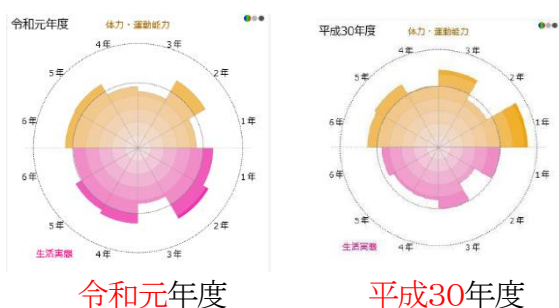 令和元年度
体力・運動能力
4年
3年
5年
2年
6年
1年
6年
1年
5年
2年
4年
3年
生活実態
令和元年度
平成30年度
体力・運動能力
4年
3年
5年
2年
6年
1年
6年
1年
5年
2年
4年
3年
生活実態
平成30年度